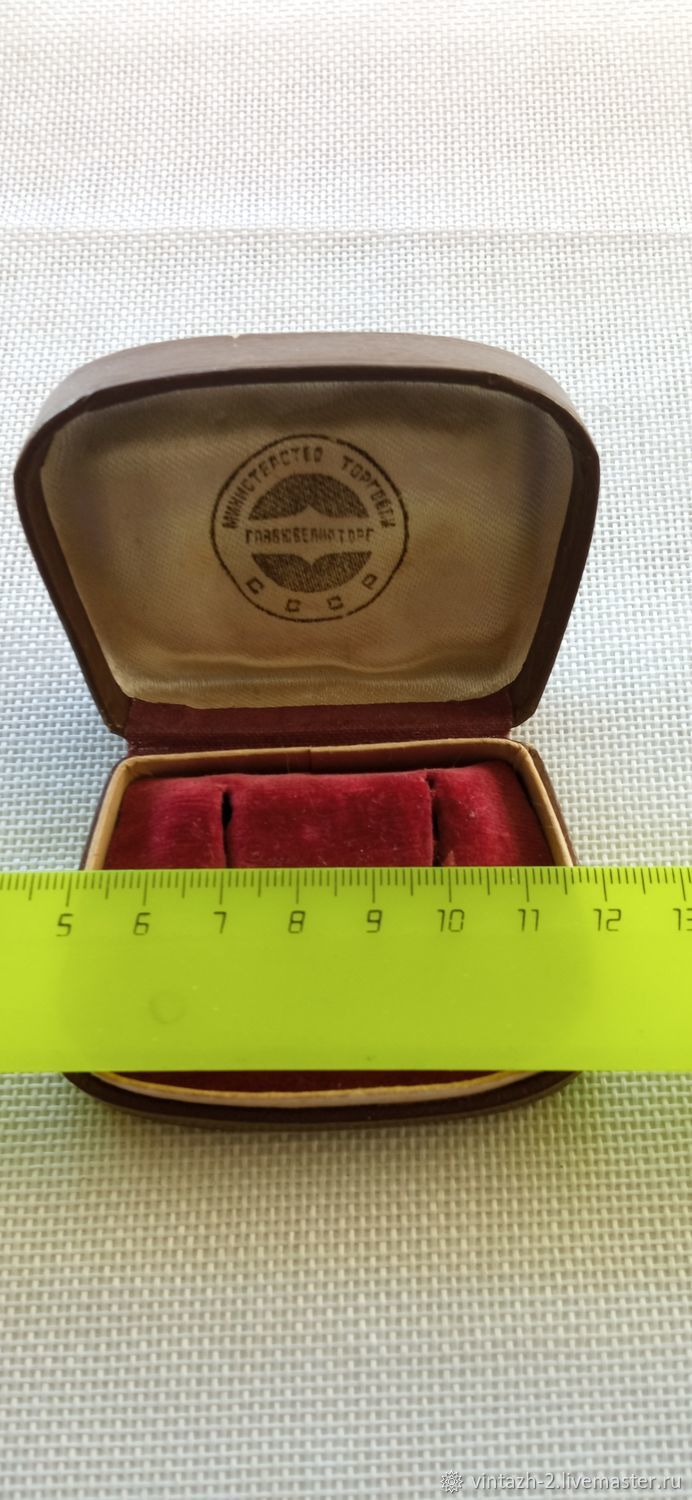 МИНИСТЕРСТВО ТОРГОВЛИ
ГЛАВЮВЕЛИРТОРГ
СССР
5 6 7 8 9 10 11 12 13
vintazh-2.livemaster.ru